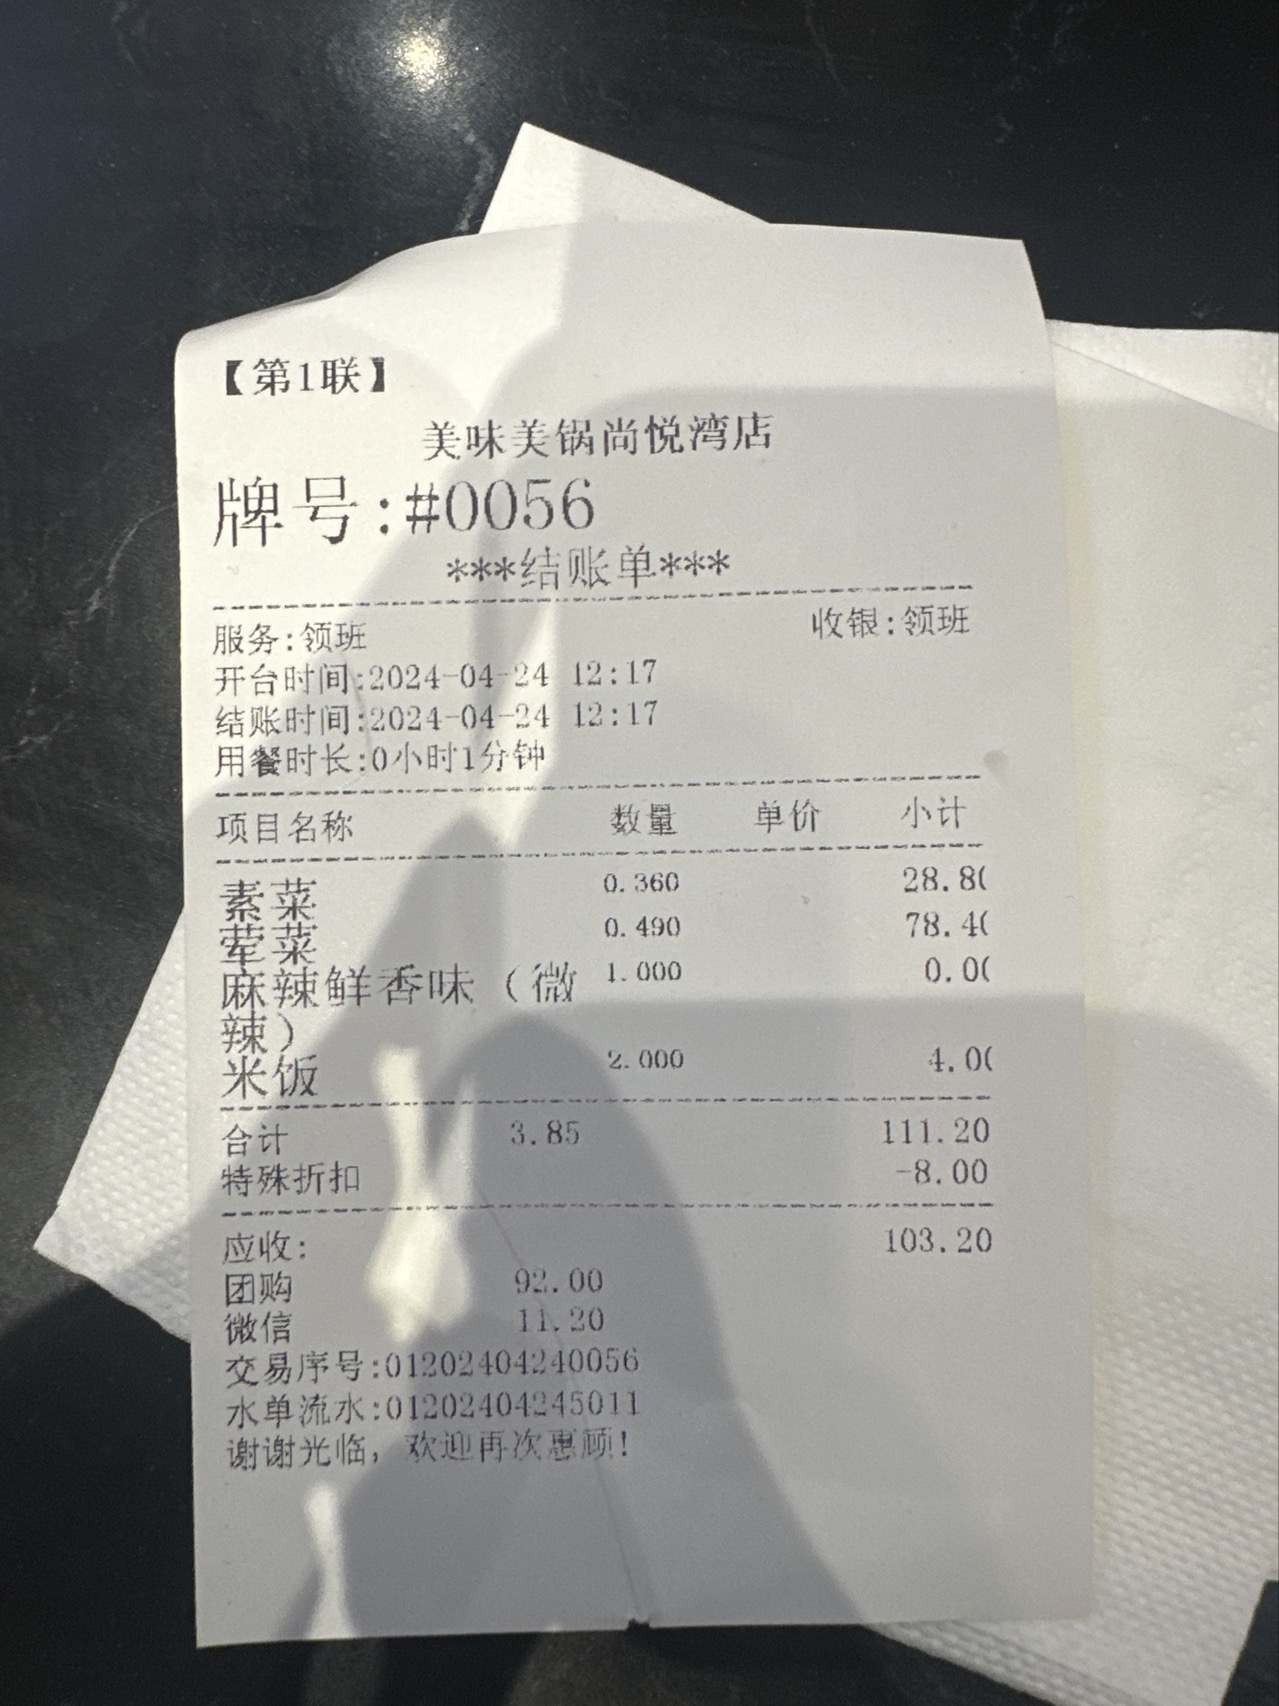 【第1联】
美味美锅尚悦湾店
牌号:#0056
***结账单***
服务:领班 收银:领班
开台时间:2024-04-24 12:17
结账时间:2024-04-24 12:17
用餐时长:0小时1分钟
项目名称 数量 单价 小计
素菜 0.360 28.8(
荤菜 0.490 78.4(
麻辣鲜香味（微 1.000 0.0(
辣）
米饭 2.000 4.0(
合计 3.85 111.20
特殊折扣 -8.00
应收: 103.20
团购 92.00
微信 11.20
交易序号:01202404240056
水单流水:01202404245011
谢谢光临，欢迎再次惠顾!